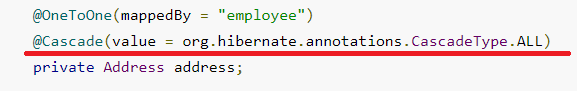 @OneToOne(mappedBy = "employee")
@Cascade(value = org.hibernate.annotations.CascadeType.ALL)
private Address address;